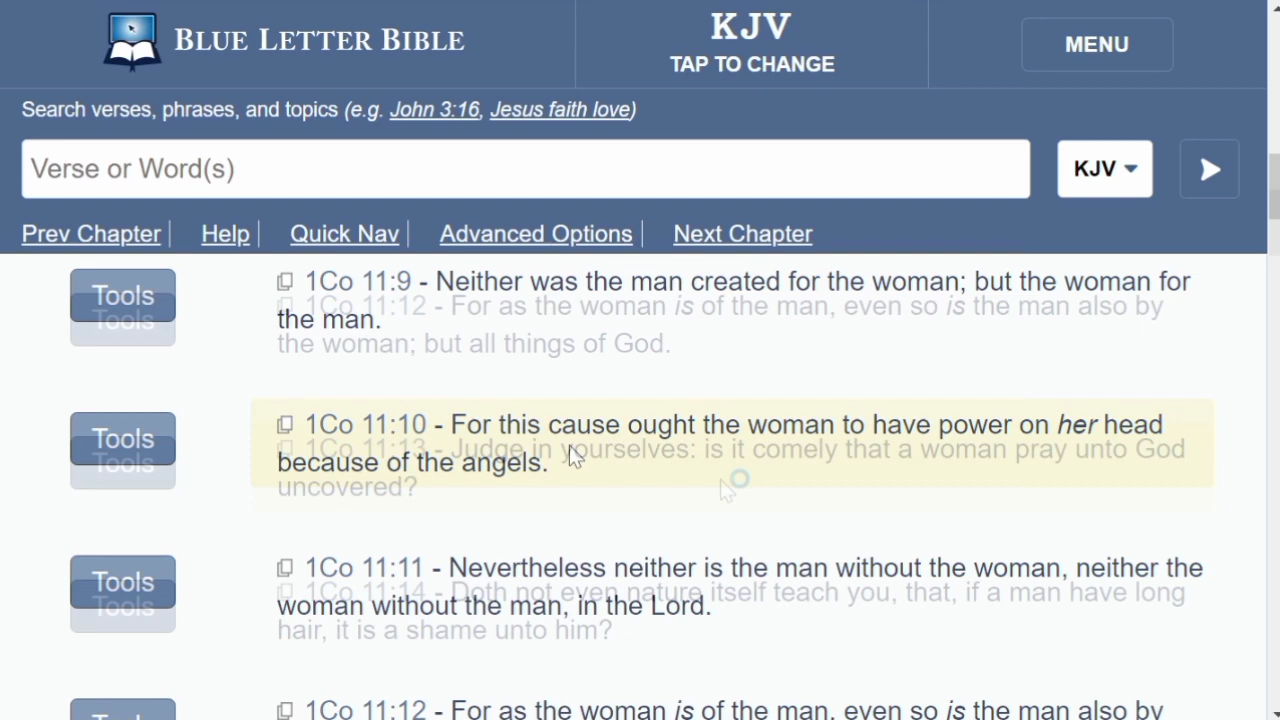 BLUE LETTER BIBLE
KJV
TAP TO CHANGE
MENU
Search verses, phrases, and topics (e.g. John 3:16, Jesus faith love)
Verse or Word(s)
KJV
Prev Chapter
Help
Quick Nav
Advanced Options
Next Chapter
Tools
1Co 11:9 - Neither was the man created for the woman; but the woman for
the man.
Tools
1Co 11:12 - For as the woman is of the man, even so is the man also by
the woman; but all things of God.
Tools
1Co 11:10 - For this cause ought the woman to have power on her head
because of the angels.
Tools
1Co 11:13 - Judge in yourselves: is it comely that a woman pray unto God
uncovered?
Tools
1Co 11:11 - Nevertheless neither is the man without the woman, neither the
woman without the man, in the Lord.
Tools
1Co 11:14 - Doth not even nature itself teach you, that, if a man have long
hair, it is a shame unto him?
Tools
1Co 11:12 - For as the woman is of the man, even so is the man also by